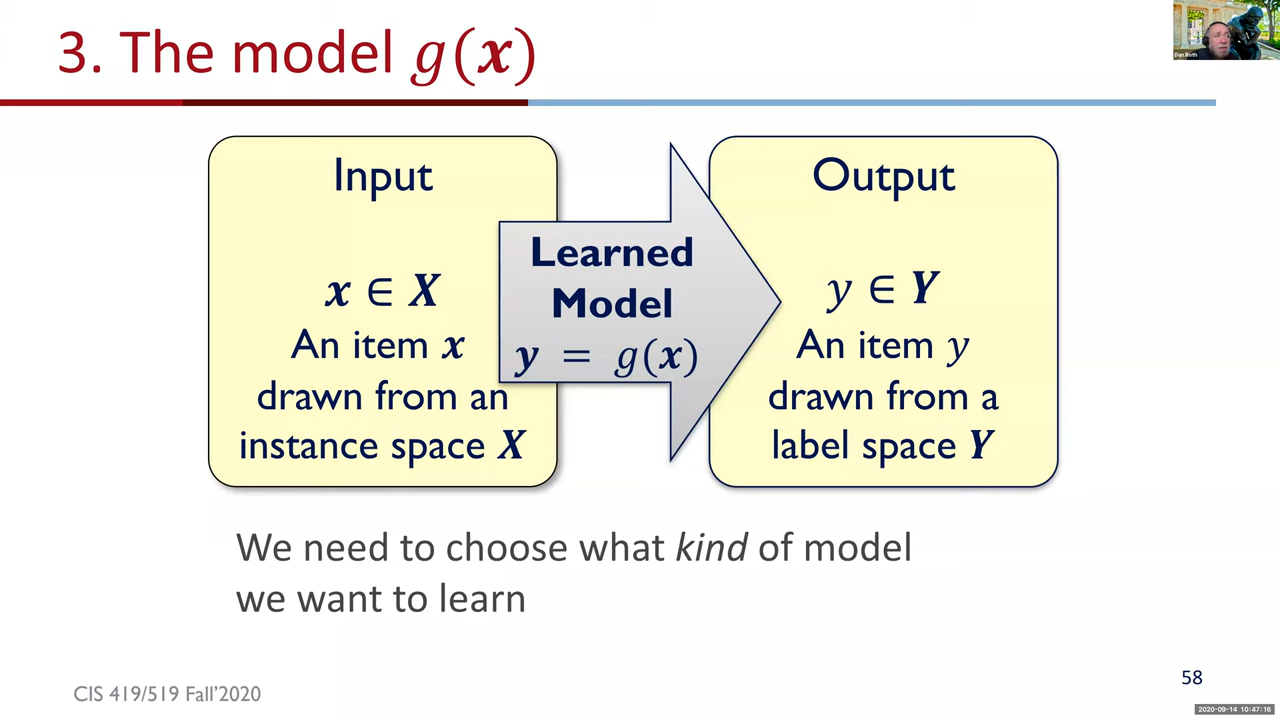 3. The model g(x)
Dan Roth
Input
x ∈ X
An item x
drawn from an
instance space X
Learned
Model
y = g(x)
Output
y ∈ Y
An item y
drawn from a
label space Y
We need to choose what kind of model
we want to learn
CIS 419/519 Fall'2020
58
2020-09-14 10:47:16